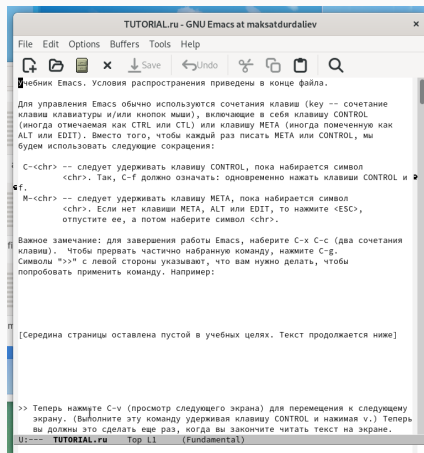 TUTORIAL.ru - GNU Emacs at maksatdurdaliev ×
File Edit Options Buffers Tools Help
Save Undo
Учебник Emacs. Условия распространения приведены в конце файла.
Для управления Emacs обычно используются сочетания клавиш (key -- сочетание
клавиш клавиатуры и/или кнопок мыши), включающие в себя клавишу CONTROL
(иногда отмечаемая как CTRL или CTL) или клавишу META (иногда помеченную как
ALT или EDIT). Вместо того, чтобы каждый раз писать META или CONTROL, мы
будем использовать следующие сокращения:
C-<chr> -- следует удерживать клавишу CONTROL, пока набирается символ
<chr>. Так, C-f должно означать: одновременно нажать клавиши CONTROL и
f.
M-<chr> -- следует удерживать клавишу META, пока набирается символ
<chr>. Если нет клавиши META, ALT или EDIT, то нажмите <ESC>,
отпустите ее, а потом наберите символ <chr>.
Важное замечание: для завершения работы Emacs, наберите C-x C-c (два сочетания
клавиш). Чтобы прервать частично набранную команду, нажмите C-g.
Символы ">>" с левой стороны указывают, что вам нужно делать, чтобы
попробовать применить команду. Например:
[Середина страницы оставлена пустой в учебных целях. Текст продолжается ниже]
>> Теперь нажмите C-v (просмотр следующего экрана) для перемещения к следующему
экрану. (Выполните эту команду удерживая клавишу CONTROL и нажимая v.) Теперь
вы должны это сделать еще раз, когда вы закончите читать текст на экране.
U:--- TUTORIAL.ru Top L1 (Fundamental)